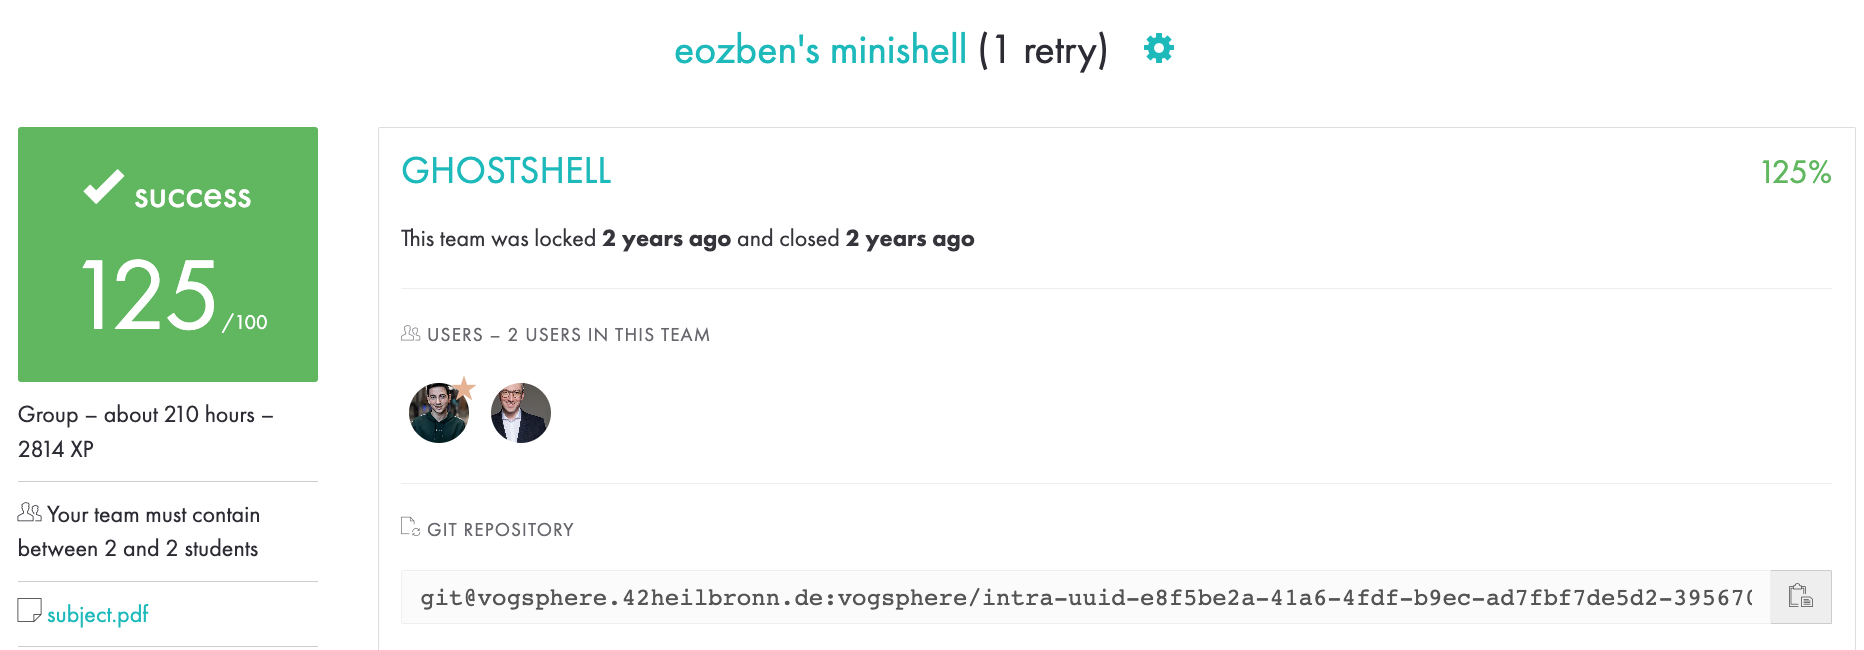 eozben's minishell (1 retry)
success
125 /100
Group – about 210 hours –
2814 XP
Your team must contain
between 2 and 2 students
subject.pdf
GHOSTSHELL
125%
This team was locked 2 years ago and closed 2 years ago
USERS – 2 USERS IN THIS TEAM
GIT REPOSITORY
git@vogsphere.42heilbronn.de:vogsphere/intra-uuid-e8f5be2a-41a6-4fdf-b9ec-ad7fbf7de5d2-395670